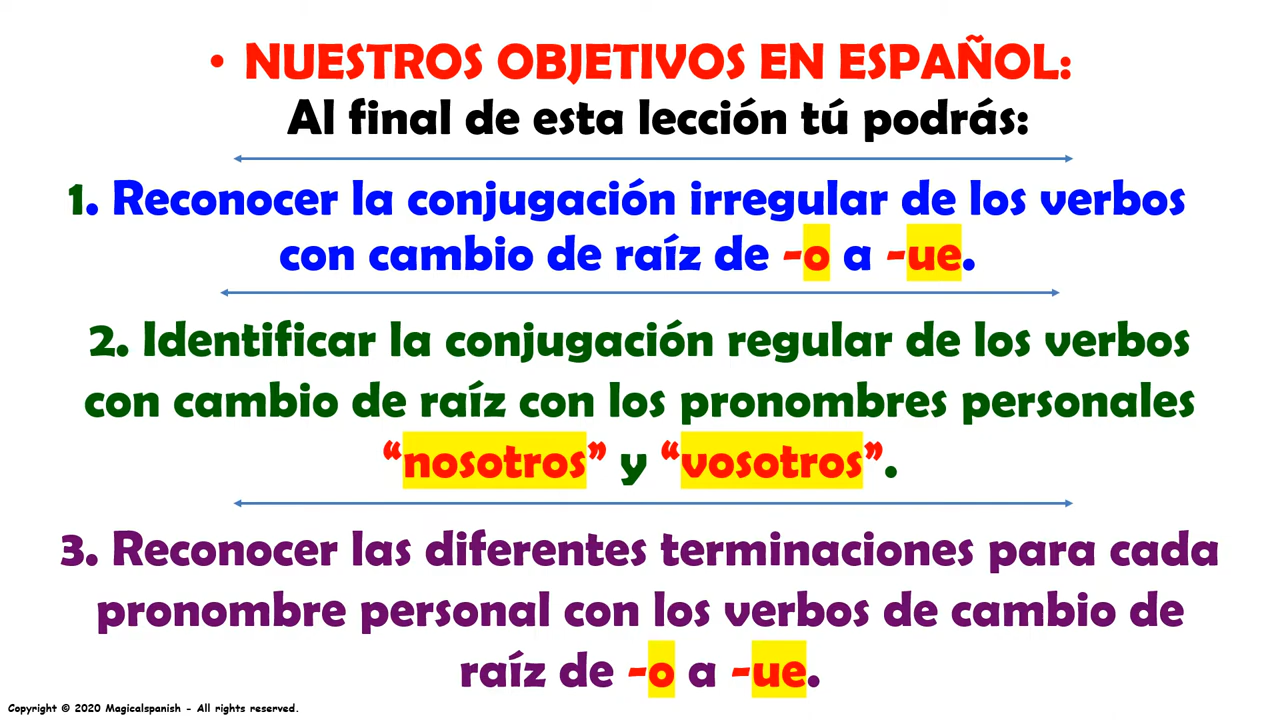 • NUESTROS OBJETIVOS EN ESPAÑOL:
Al final de esta lección tú podrás:
1. Reconocer la conjugación irregular de los verbos
con cambio de raíz de -o a -ue.
2. Identificar la conjugación regular de los verbos
con cambio de raíz con los pronombres personales
“nosotros” y “vosotros”.
3. Reconocer las diferentes terminaciones para cada
pronombre personal con los verbos de cambio de
raíz de -o a -ue.
Copyright © 2020 Magicalspanish - All rights reserved.